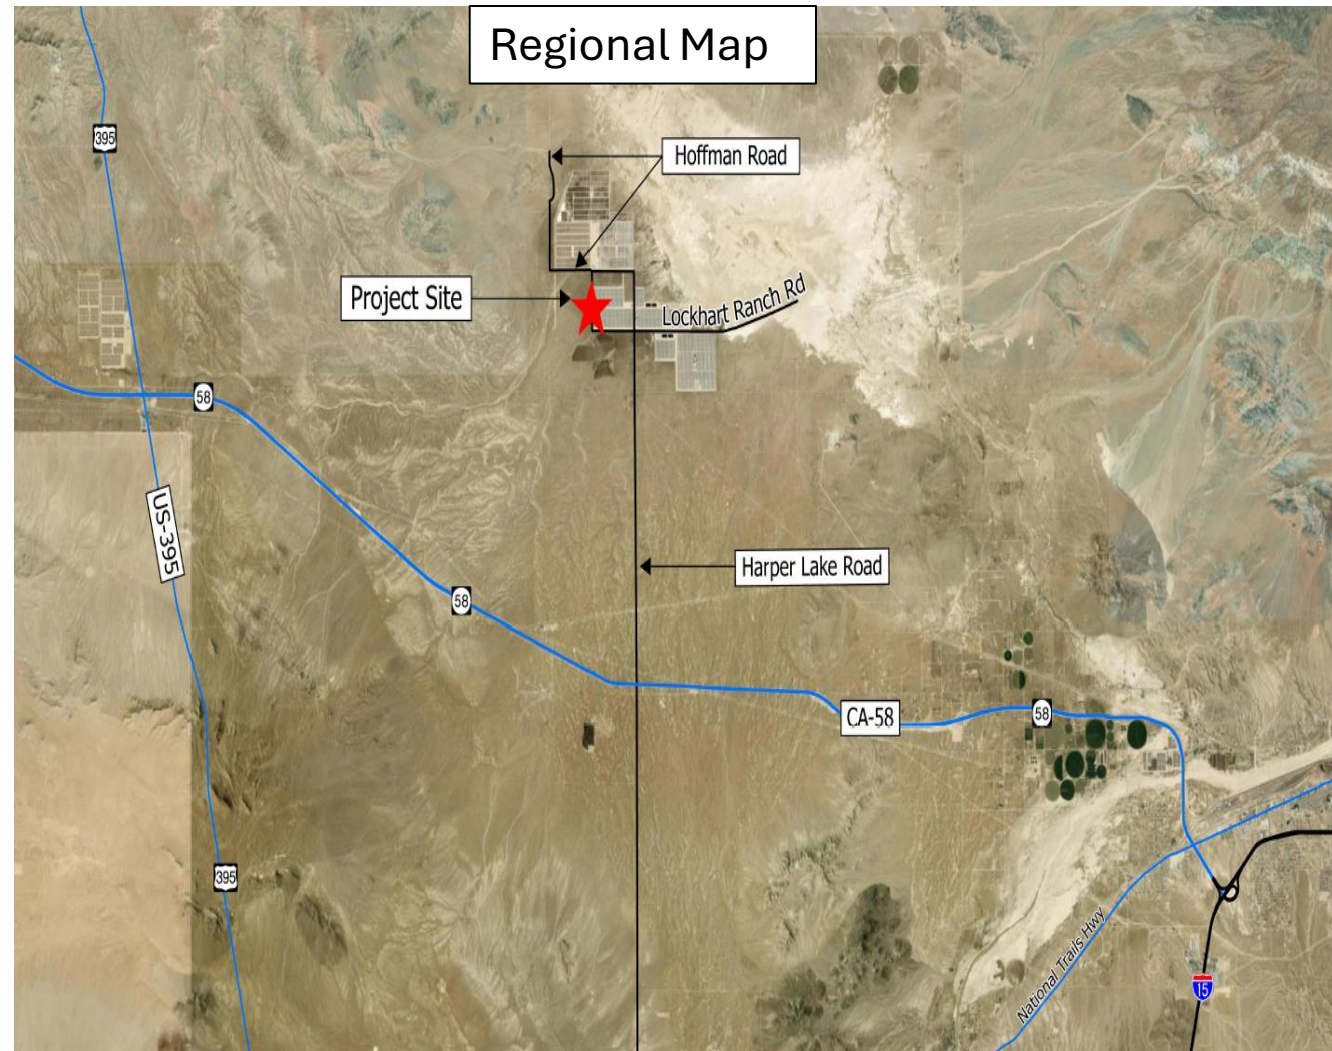 Regional Map
395
Hoffman Road
Project Site
Lockhart Ranch Rd
58
US-395
Harper Lake Road
58
CA-58
58
395
National Trails Hwy
15